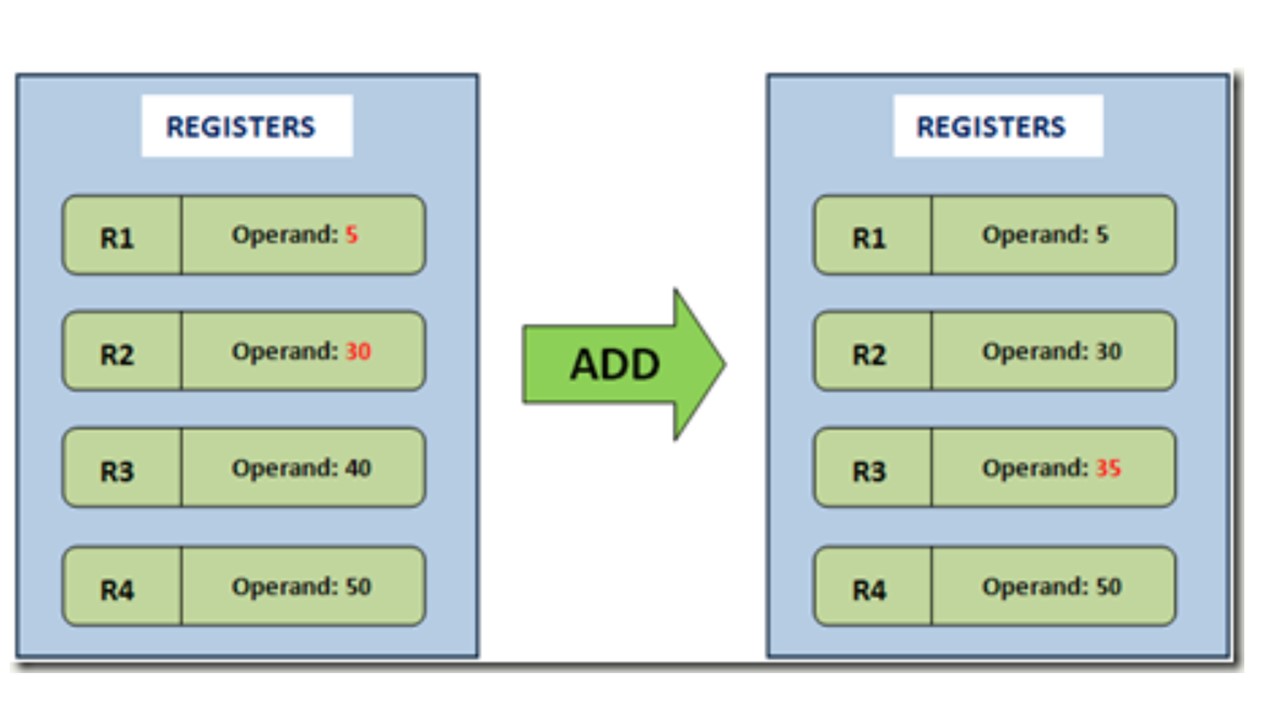 REGISTERS
R1 Operand: 5
R2 Operand: 30
R3 Operand: 40
R4 Operand: 50
ADD
REGISTERS
R1 Operand: 5
R2 Operand: 30
R3 Operand: 35
R4 Operand: 50